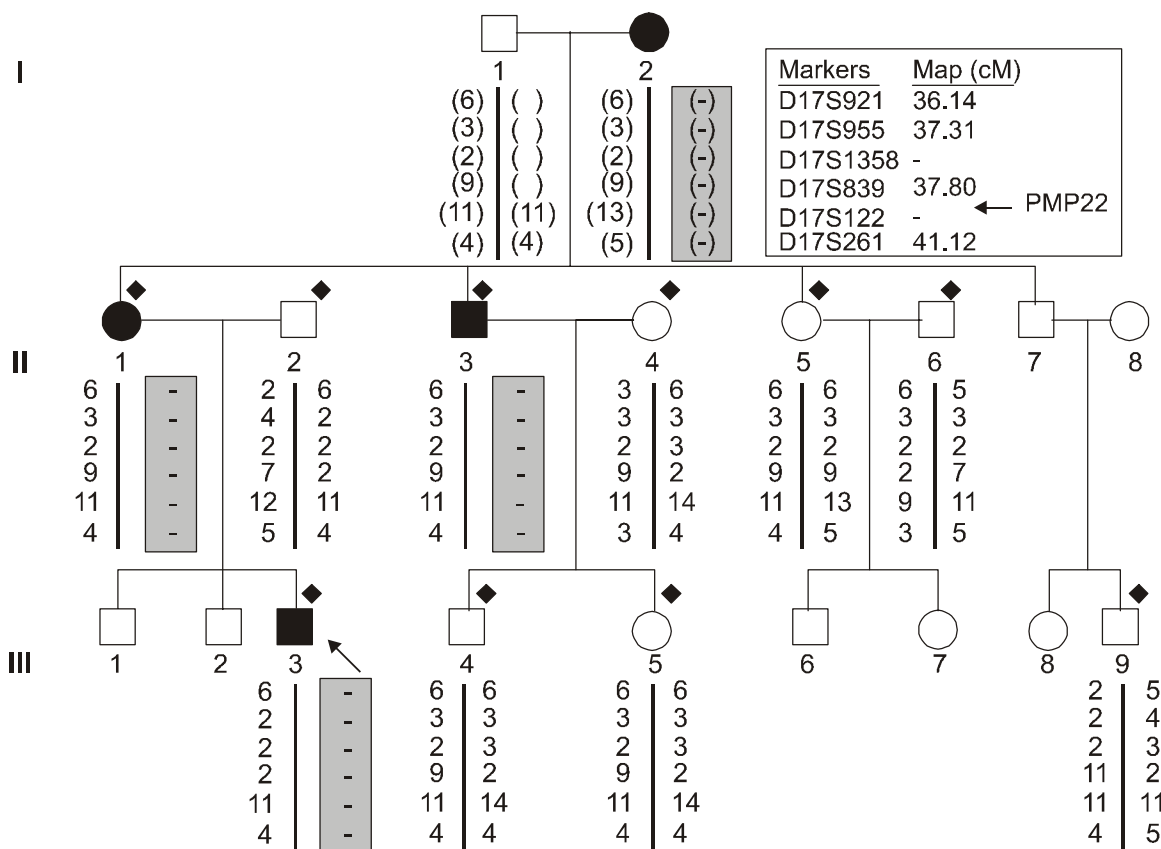 I
1 2
Markers Map (cM)
D17S921 36.14
D17S955 37.31
D17S1358 -
D17S839 37.80
PMP22
D17S122 -
D17S261 41.12
(6) ( ) (6) (-)
(3) ( ) (3) (-)
(2) ( ) (2) (-)
(9) ( ) (9) (-)
(11) (11) (13) (-)
(4) (4) (5) (-)
II
1 2 3 4 5 6 7 8
6 - 2 6 6 - 3 6 6 6 6 5
3 - 4 2 3 - 3 3 3 3 3 3
2 - 2 2 2 - 2 3 2 2 2 2
9 - 7 2 9 - 9 2 9 9 2 7
11 - 12 11 11 - 11 14 11 13 9 11
4 - 5 4 4 - 3 4 4 5 3 5
III
1 2 3 4 5 6 7 8 9
6 - 6 6 6 6 2 5
2 - 3 3 3 3 2 4
2 - 2 3 2 3 2 3
2 - 9 2 9 2 11 2
11 - 11 14 11 14 11 11
4 - 4 4 4 4 4 5